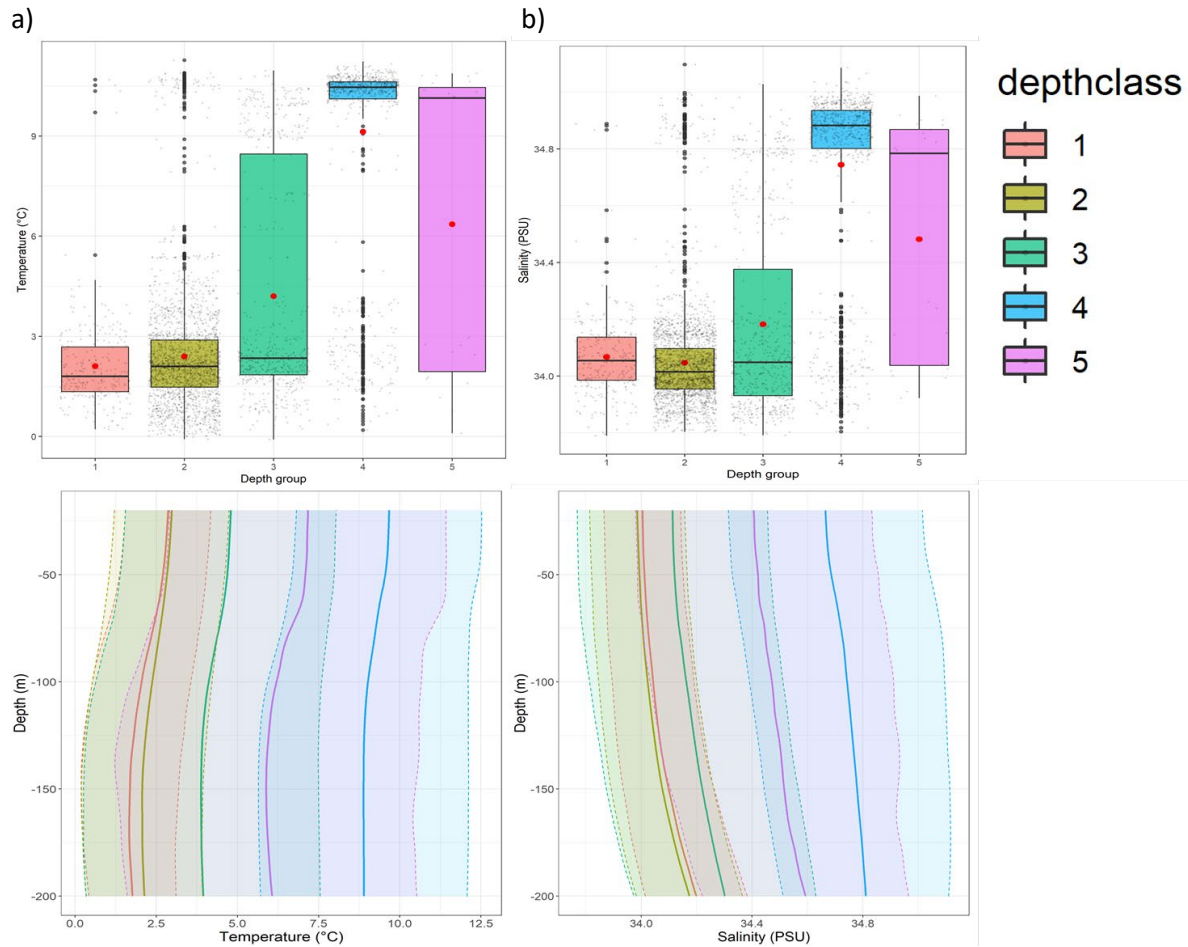 a)
b)
Temperature (°C)
9
6
3
0
1 2 3 4 5
Depth group
Salinity (PSU)
34.8
34.4
34.0
1 2 3 4 5
Depth group
depthclass
1
2
3
4
5
Depth (m)
-50
-100
-150
-200
0.0 2.5 5.0 7.5 10.0 12.5
Temperature (°C)
Depth (m)
-50
-100
-150
-200
34.0 34.4 34.8
Salinity (PSU)